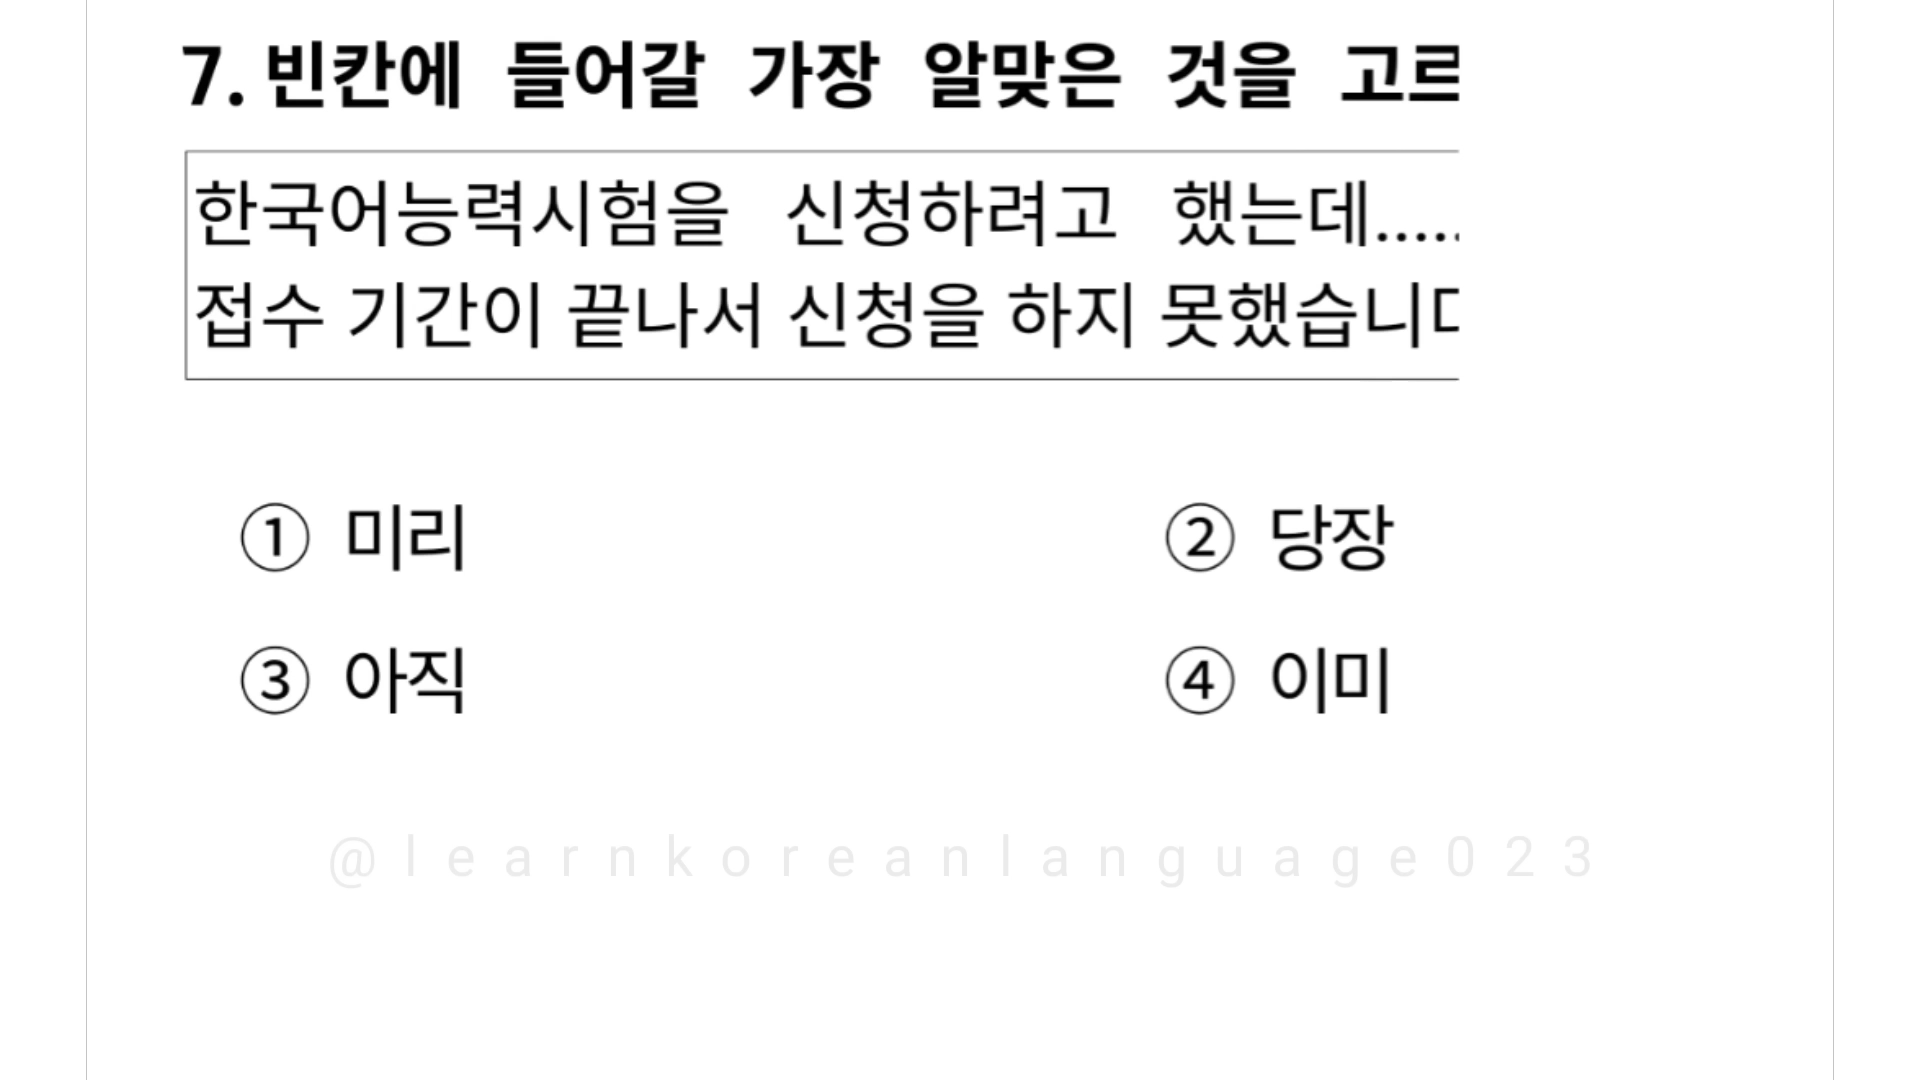 7. 빈칸에 들어갈 가장 알맞은 것을 고르
한국어능력시험을 신청하려고 했는데.....
접수 기간이 끝나서 신청을 하지 못했습니다
① 미리
② 당장
③ 아직
④ 이미
@learnkoreanlanguage023